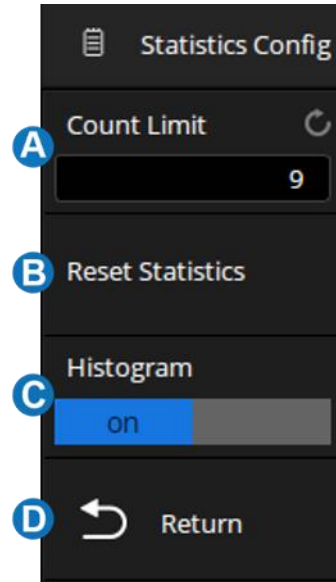 Statistics Config
A
Count Limit
9
B
Reset Statistics
Histogram
C
on
D
Return